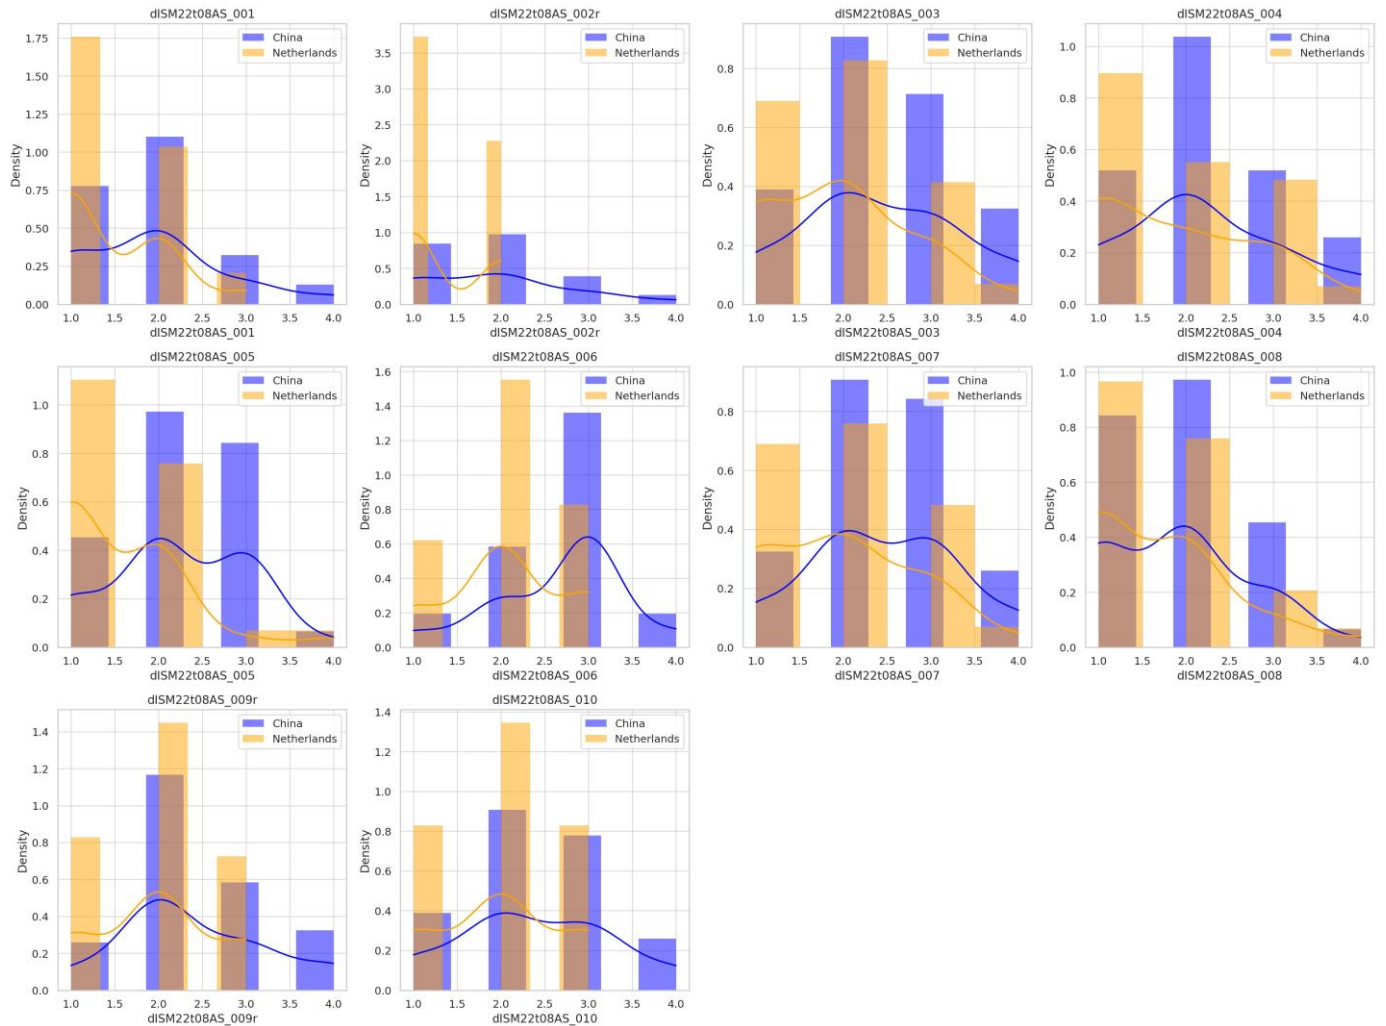 dISM22t08AS_001
China
Netherlands
Density
1.75
1.50
1.25
1.00
0.75
0.50
0.25
0.00
1.0 1.5 2.0 2.5 3.0 3.5 4.0
dISM22t08AS_001
dISM22t08AS_002r
China
Netherlands
Density
3.5
3.0
2.5
2.0
1.5
1.0
0.5
0.0
1.0 1.5 2.0 2.5 3.0 3.5 4.0
dISM22t08AS_002r
dISM22t08AS_003
China
Netherlands
Density
0.8
0.6
0.4
0.2
0.0
1.0 1.5 2.0 2.5 3.0 3.5 4.0
dISM22t08AS_003
dISM22t08AS_004
China
Netherlands
Density
1.0
0.8
0.6
0.4
0.2
0.0
1.0 1.5 2.0 2.5 3.0 3.5 4.0
dISM22t08AS_004
dISM22t08AS_005
China
Netherlands
Density
1.0
0.8
0.6
0.4
0.2
0.0
1.0 1.5 2.0 2.5 3.0 3.5 4.0
dISM22t08AS_005
dISM22t08AS_006
China
Netherlands
Density
1.6
1.4
1.2
1.0
0.8
0.6
0.4
0.2
0.0
1.0 1.5 2.0 2.5 3.0 3.5 4.0
dISM22t08AS_006
dISM22t08AS_007
China
Netherlands
Density
0.8
0.6
0.4
0.2
0.0
1.0 1.5 2.0 2.5 3.0 3.5 4.0
dISM22t08AS_007
dISM22t08AS_008
China
Netherlands
Density
1.0
0.8
0.6
0.4
0.2
0.0
1.0 1.5 2.0 2.5 3.0 3.5 4.0
dISM22t08AS_008
dISM22t08AS_009r
China
Netherlands
Density
1.4
1.2
1.0
0.8
0.6
0.4
0.2
0.0
1.0 1.5 2.0 2.5 3.0 3.5 4.0
dISM22t08AS_009r
dISM22t08AS_010
China
Netherlands
Density
1.4
1.2
1.0
0.8
0.6
0.4
0.2
0.0
1.0 1.5 2.0 2.5 3.0 3.5 4.0
dISM22t08AS_010